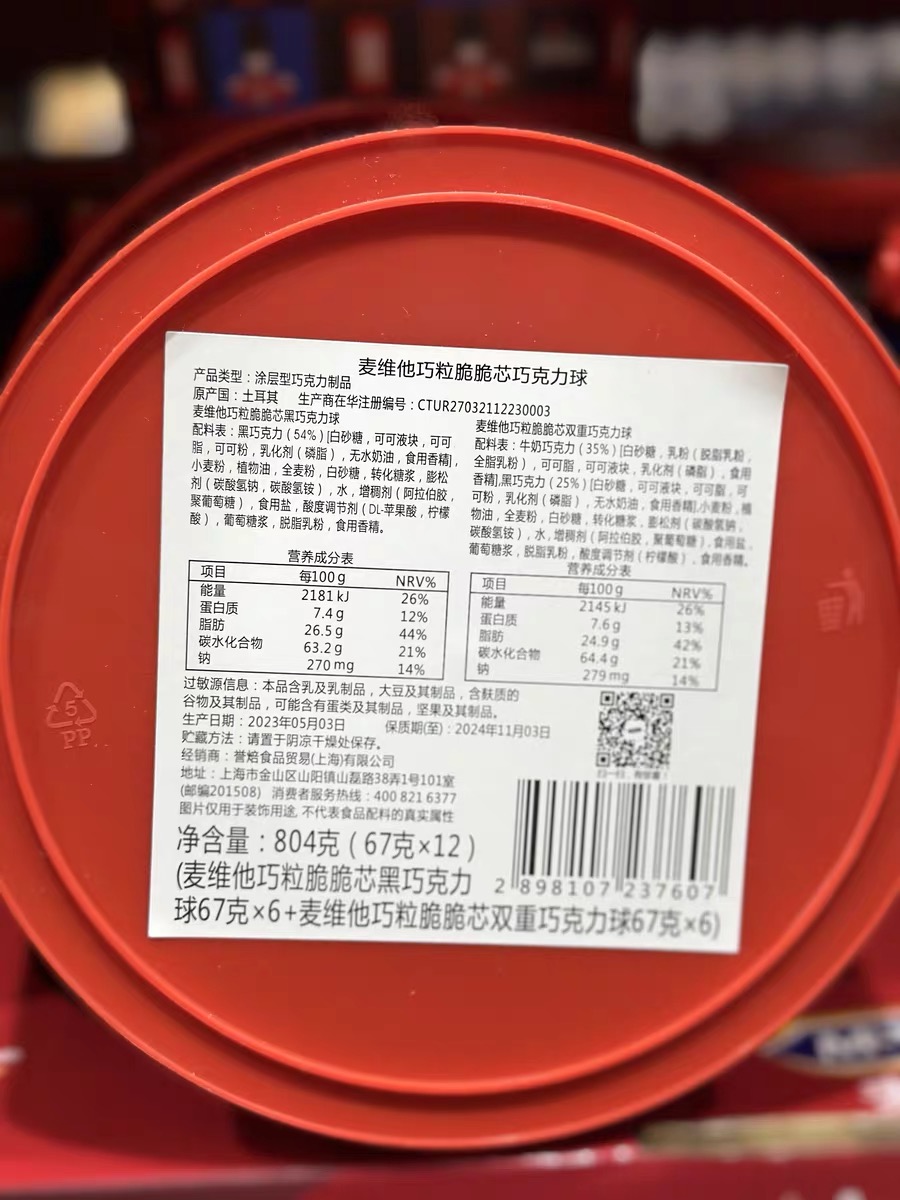 麦维他巧粒脆脆芯巧克力球
产品类型：涂层型巧克力制品
原产国：土耳其 生产商在华注册编号：CTUR27032112230003
麦维他巧粒脆脆芯黑巧克力球
配料表：黑巧克力（54%）[白砂糖，可可液块，可可
脂，可可粉，乳化剂（磷脂），无水奶油，食用香精]，
小麦粉，植物油，全麦粉，白砂糖，转化糖浆，膨松
剂（碳酸氢钠，碳酸氢铵），水，增稠剂（阿拉伯胶，
聚葡萄糖），食用盐，酸度调节剂（DL-苹果酸，柠檬
酸），葡萄糖浆，脱脂乳粉，食用香精。
营养成分表
项目 每100g NRV%
能量 2181kJ 26%
蛋白质 7.4g 12%
脂肪 26.5g 44%
碳水化合物 63.2g 21%
钠 270mg 14%
麦维他巧粒脆脆芯双重巧克力球
配料表：牛奶巧克力（35%）[白砂糖，乳粉（脱脂乳粉，
全脂乳粉），可可脂，可可液块，乳化剂（磷脂），食用
香精],黑巧克力（25%）[白砂糖，可可液块，可可脂，可
可粉，乳化剂（磷脂），无水奶油，食用香精],小麦粉，植
物油，全麦粉，白砂糖，转化糖浆，膨松剂（碳酸氢钠，
碳酸氢铵），水，增稠剂（阿拉伯胶，聚葡萄糖），食用盐，
葡萄糖浆，脱脂乳粉，酸度调节剂（柠檬酸），食用香精。
营养成分表
项目 每100g NRV%
能量 2145kJ 26%
蛋白质 7.6g 13%
脂肪 24.9g 42%
碳水化合物 64.4g 21%
钠 279mg 14%
过敏源信息：本品含乳及乳制品，大豆及其制品，含麸质的
谷物及其制品，可能含有蛋类及其制品，坚果及其制品。
生产日期：2023年05月03日 保质期(至)：2024年11月03日
贮藏方法：请置于阴凉干燥处保存。
经销商：誉焙食品贸易(上海)有限公司
地址：上海市金山区山阳镇山磊路38弄1号101室
(邮编201508) 消费者服务热线：400 821 6377
图片仅用于装饰用途,不代表食品配料的真实属性
净含量：804克（67克×12）
(麦维他巧粒脆脆芯黑巧克力
球67克×6+麦维他巧粒脆脆芯双重巧克力球67克×6)
2 898107 237607
5
PP